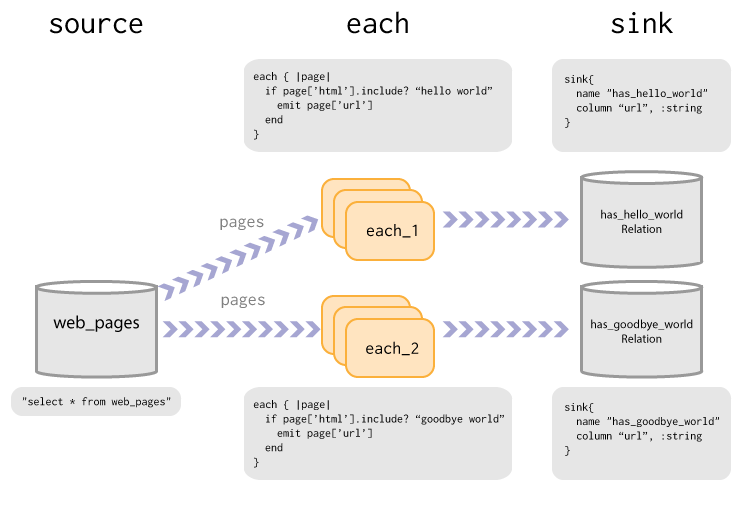 source
each
sink
each { |page|
  if page['html'].include? “hello world”
    emit page['url']
  end
}
sink{
  name "has_hello_world"
  column “url”, :string
}
pages
each_1
has_hello_world
Relation
pages
web_pages
each_2
has_goodbye_world
Relation
"select * from web_pages"
each { |page|
  if page['html'].include? “goodbye world”
    emit page['url']
  end
}
sink{
  name "has_goodbye_world"
  column “url”, :string
}